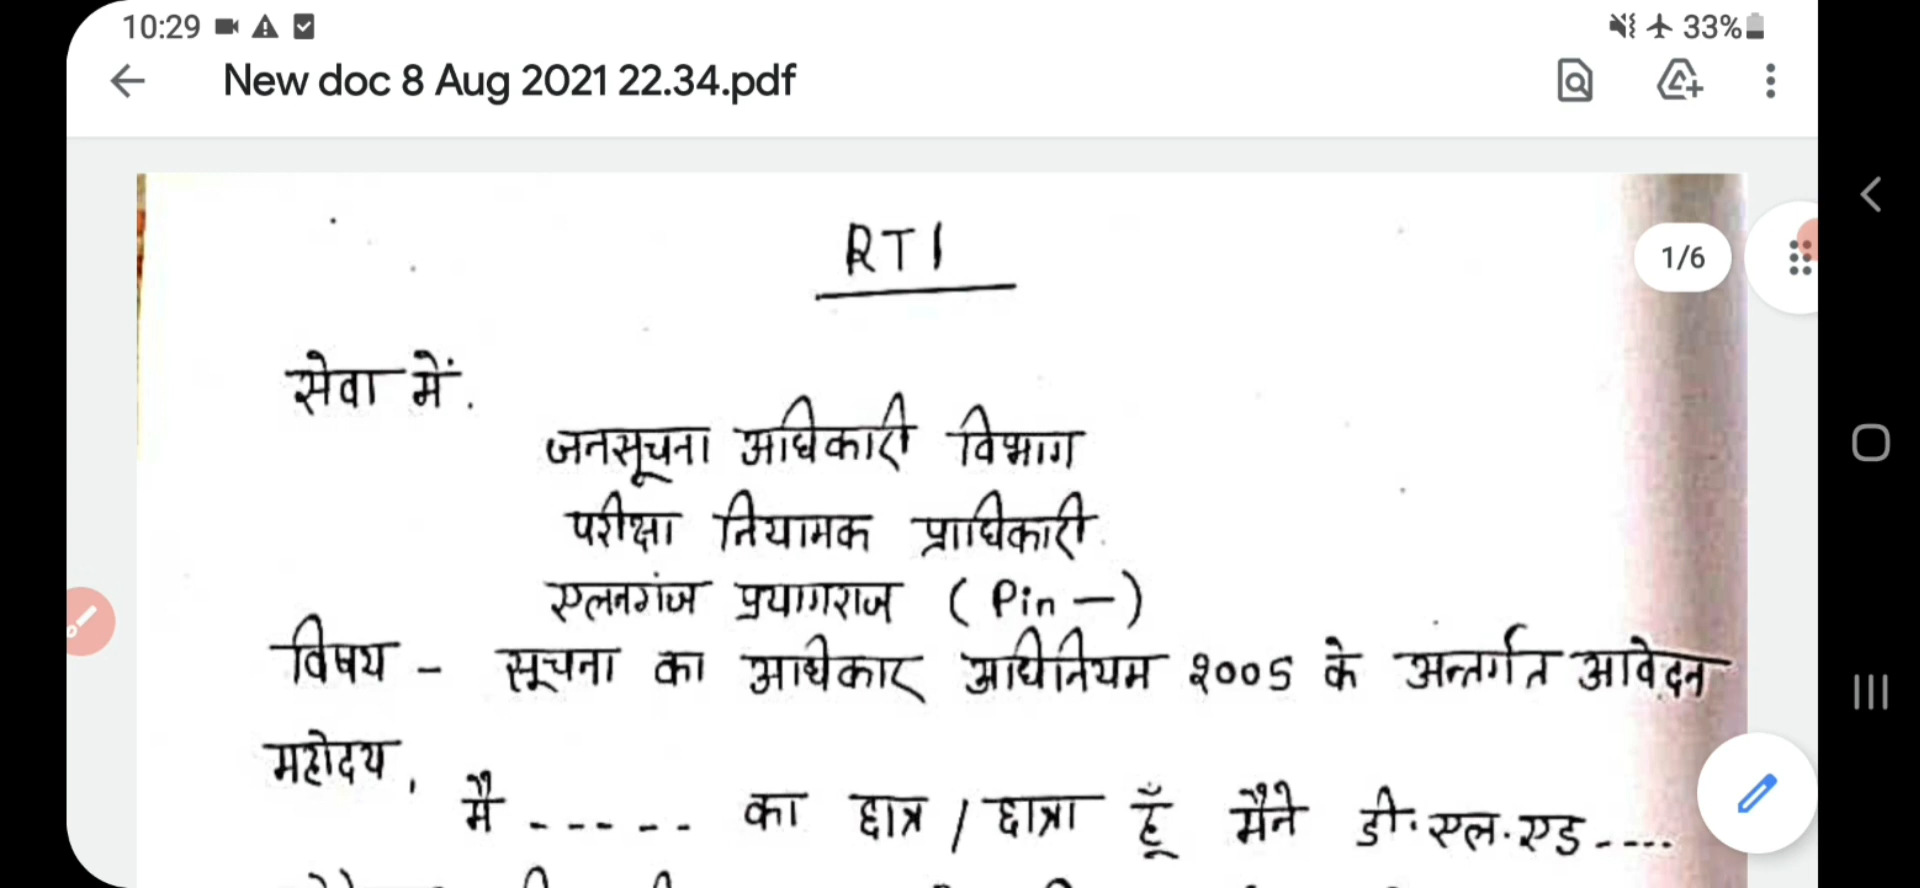 10:29 33%
New doc 8 Aug 2021 22.34.pdf
1/6
RTI
सेवा में.
जनसूचना अधिकारी विभाग
परीक्षा नियामक प्राधिकारी
एलनगंज प्रयागराज (Pin -)
विषय - सूचना का अधिकार अधिनियम 2005 के अन्तर्गत आवेदन
महोदय,
मै ------ का छात्र / छात्रा हूँ मैने डी.एल.एड ----